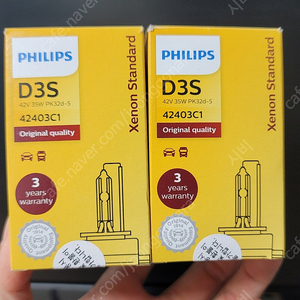 PHILIPS
D3S
42V 35W PK32d-5
42403C1
Original quality
3
years
warranty
Xenon Standard
PHILIPS
D3S
42V 35W PK32d-5
42403C1
Original quality
3
years
warranty
Xenon Standard